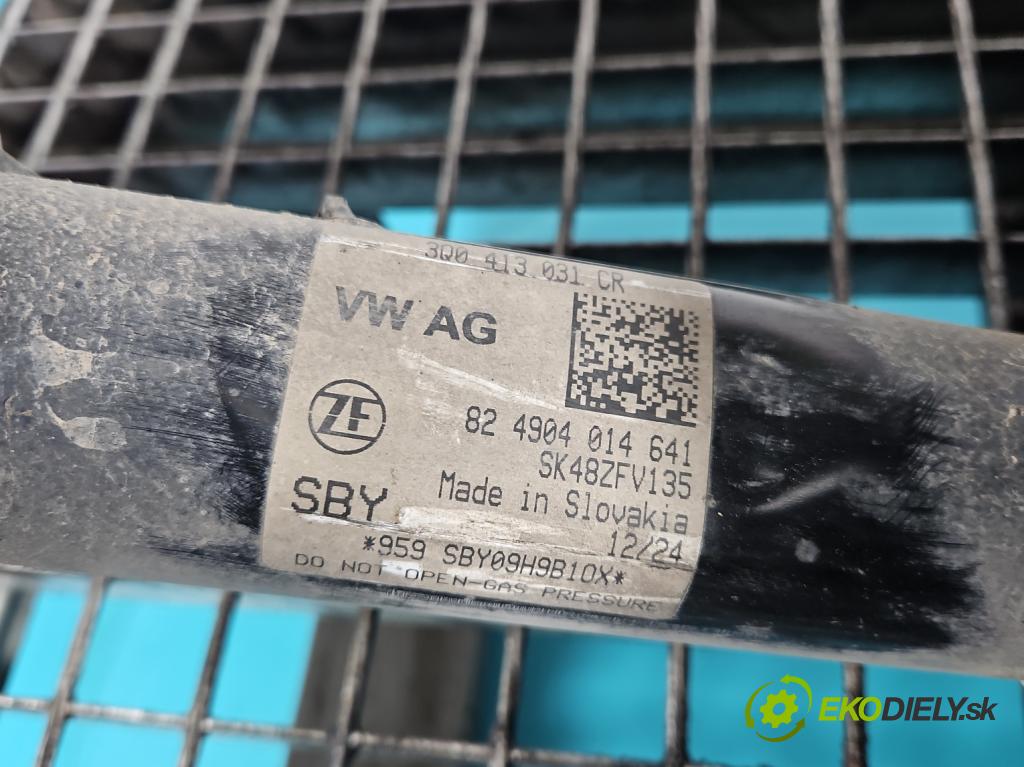 3Q0 413 031 CR
VW AG
ZF
82 4904 014 641
SK48ZFV135
SBY
Made in Slovakia
12/24
*959 SBY09H9B10X*
DO NOT OPEN-GAS PRESSURE
EKODIELY.sk